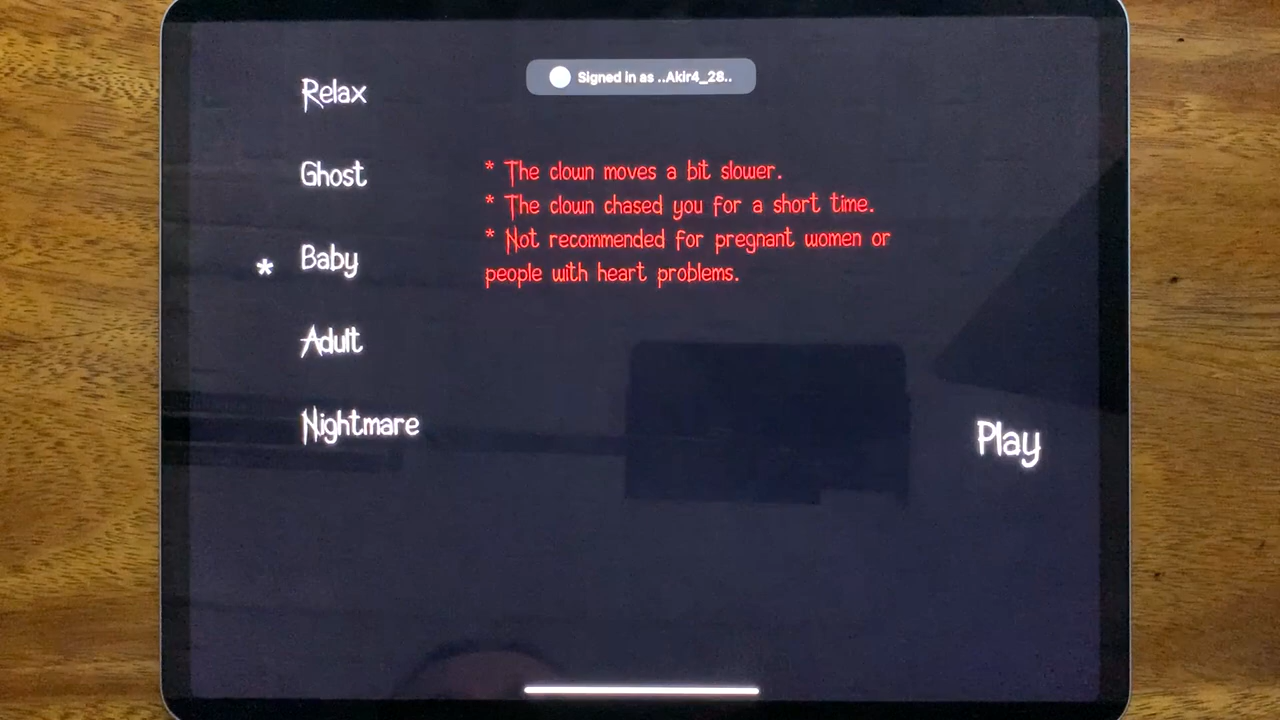 Signed in as ..Akir4_28..
Relax
Ghost
* Baby
Adult
Nightmare
* The clown moves a bit slower.
* The clown chased you for a short time.
* Not recommended for pregnant women or
people with heart problems.
Play